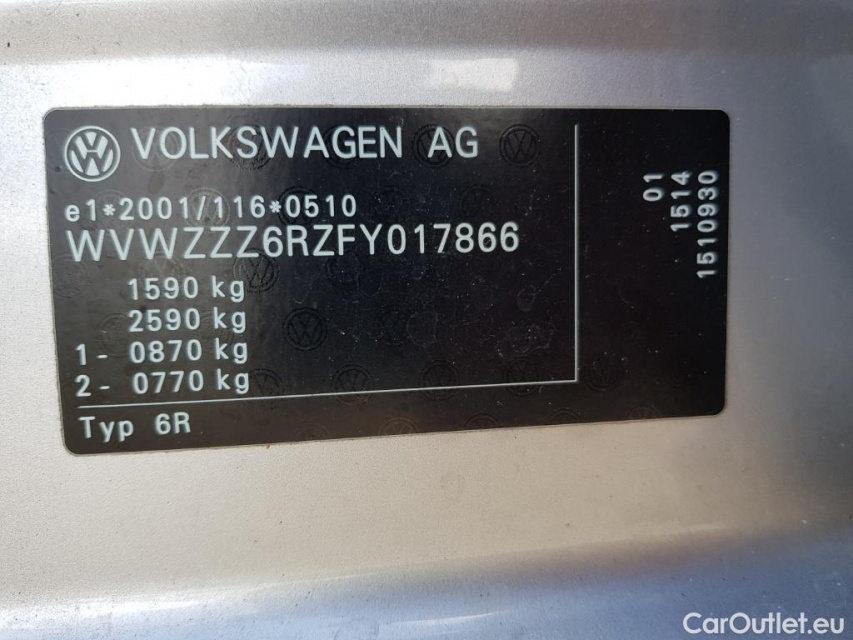 VOLKSWAGEN AG
e1*2001/116*0510
WVWZZZ6RZFY017866
1590 kg
2590 kg
1- 0870 kg
2- 0770 kg
Typ 6R
01
1514
1510930
CarOutlet.eu